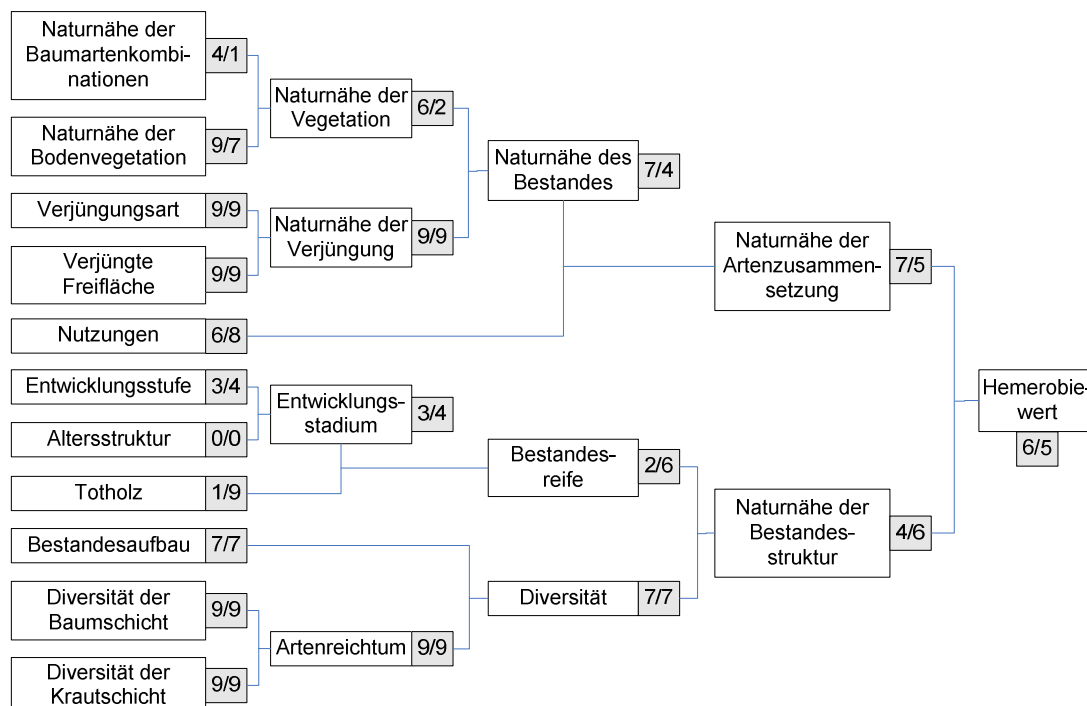 Naturnähe der
Baumartenkombi-
nationen
4/1
Naturnähe der
Bodenvegetation
9/7
Verjüngungsart
9/9
Verjüngte
Freifläche
9/9
Nutzungen
6/8
Entwicklungsstufe
3/4
Altersstruktur
0/0
Totholz
1/9
Bestandesaufbau
7/7
Diversität der
Baumschicht
9/9
Diversität der
Krautschicht
9/9
Naturnähe der
Vegetation
6/2
Naturnähe der
Verjüngung
9/9
Entwicklungs-
stadium
3/4
Artenreichtum
9/9
Naturnähe des
Bestandes
7/4
Bestandes-
reife
2/6
Diversität
7/7
Naturnähe der
Artenzusammen-
setzung
7/5
Naturnähe der
Bestandes-
struktur
4/6
Hemerobie-
wert
6/5